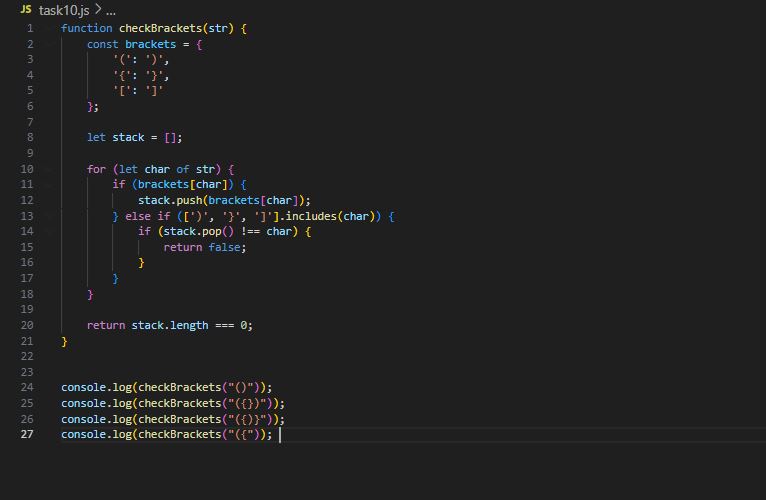 JS task10.js > ...
1 function checkBrackets(str) {
2     const brackets = {
3         '(': ')',
4         '{': '}',
5         '[': ']'
6     };
7
8     let stack = [];
9
10     for (let char of str) {
11         if (brackets[char]) {
12             stack.push(brackets[char]);
13         } else if ([')', '}', ']'].includes(char)) {
14             if (stack.pop() !== char) {
15                 return false;
16             }
17         }
18     }
19
20     return stack.length === 0;
21 }
22
23
24 console.log(checkBrackets("()"));
25 console.log(checkBrackets("({})"));
26 console.log(checkBrackets("({)}"));
27 console.log(checkBrackets("({"));